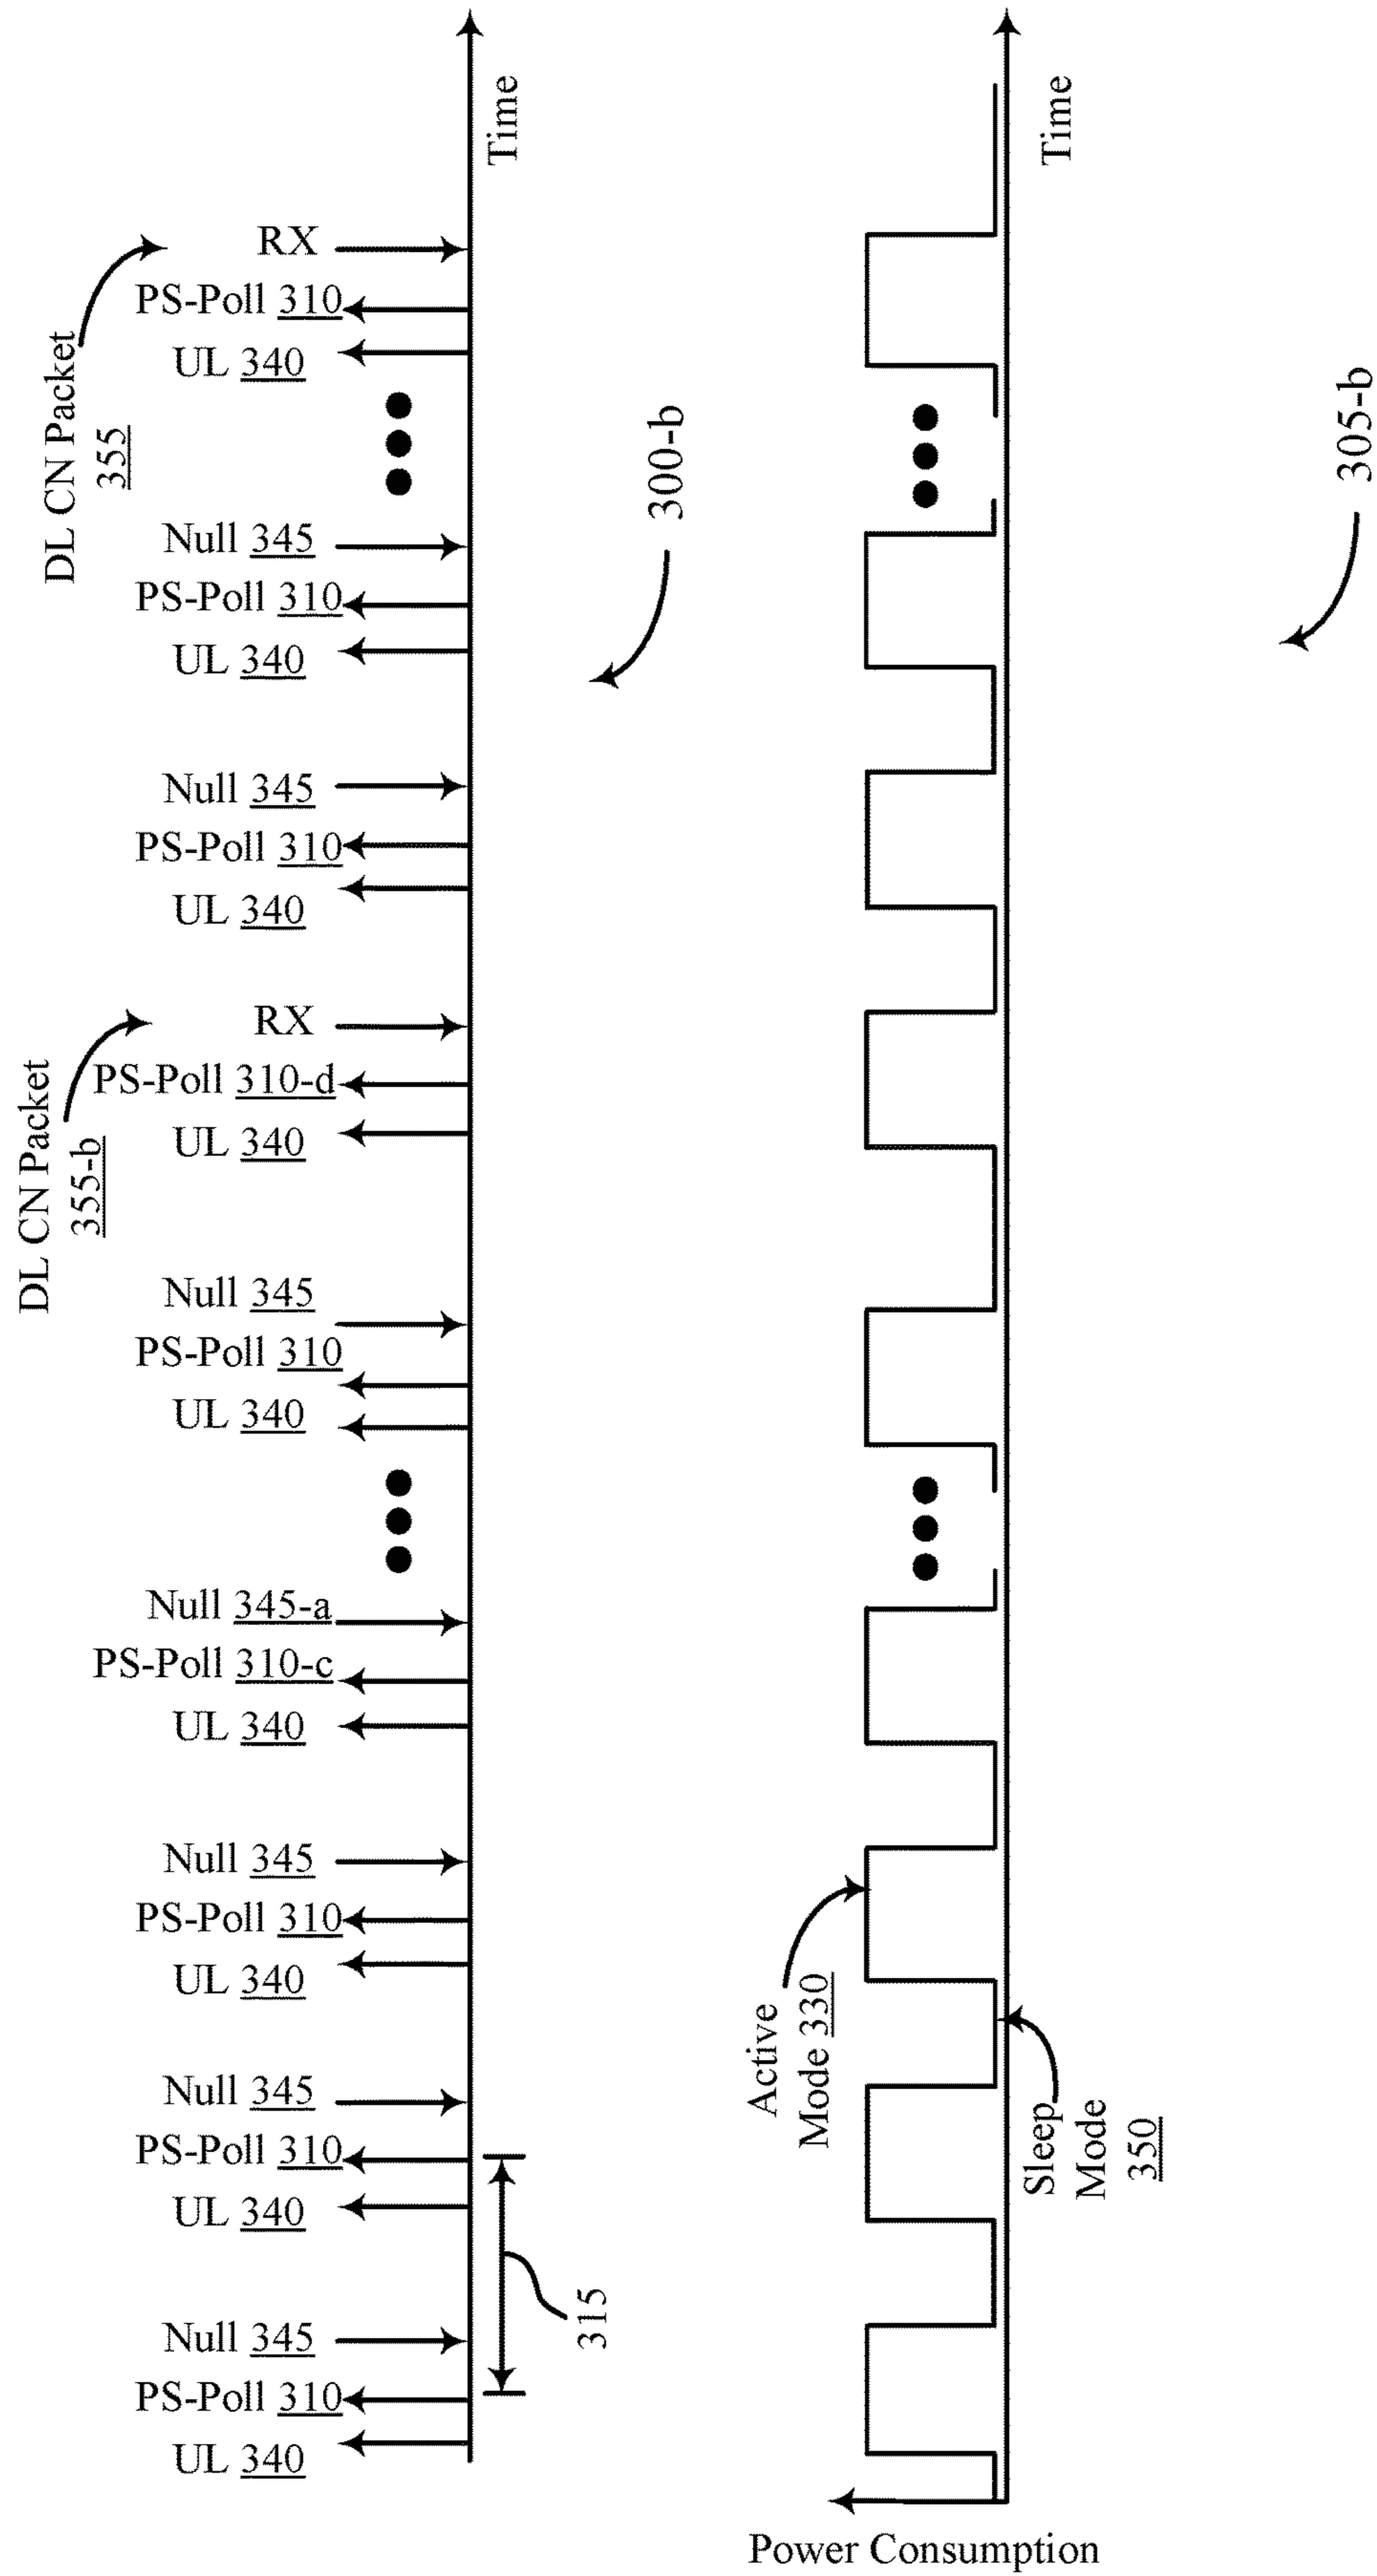 DL CN Packet
355
RX
PS-Poll 310
UL 340
Null 345
PS-Poll 310
UL 340
Null 345
PS-Poll 310
UL 340
DL CN Packet
355-b
RX
PS-Poll 310-d
UL 340
Null 345
PS-Poll 310
UL 340
Null 345-a
PS-Poll 310-c
UL 340
Null 345
PS-Poll 310
UL 340
Null 345
PS-Poll 310
UL 340
Null 345
PS-Poll 310
UL 340
Time
300-b
315
Time
305-b
Active
Mode 330
Sleep
Mode
350
Power Consumption